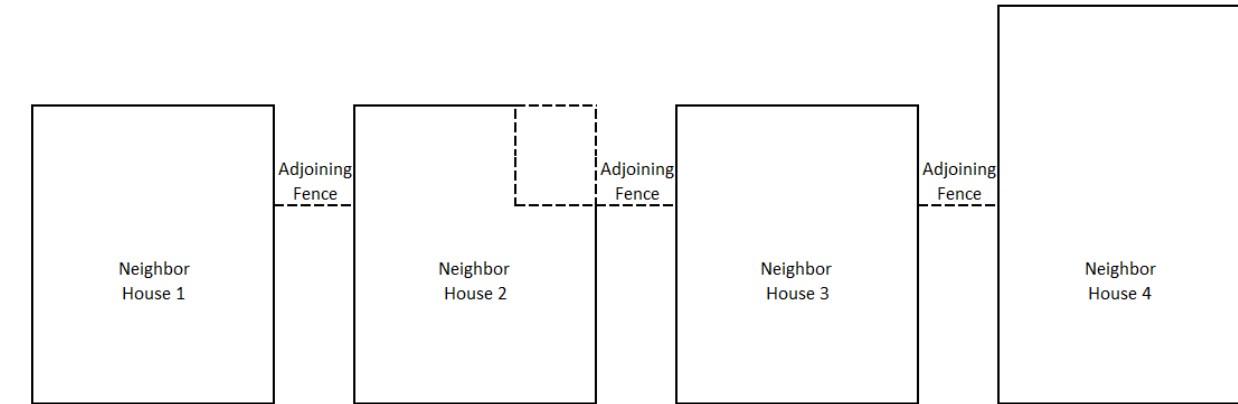 Adjoining
Fence
Adjoining
Fence
Adjoining
Fence
Neighbor
House 1
Neighbor
House 2
Neighbor
House 3
Neighbor
House 4